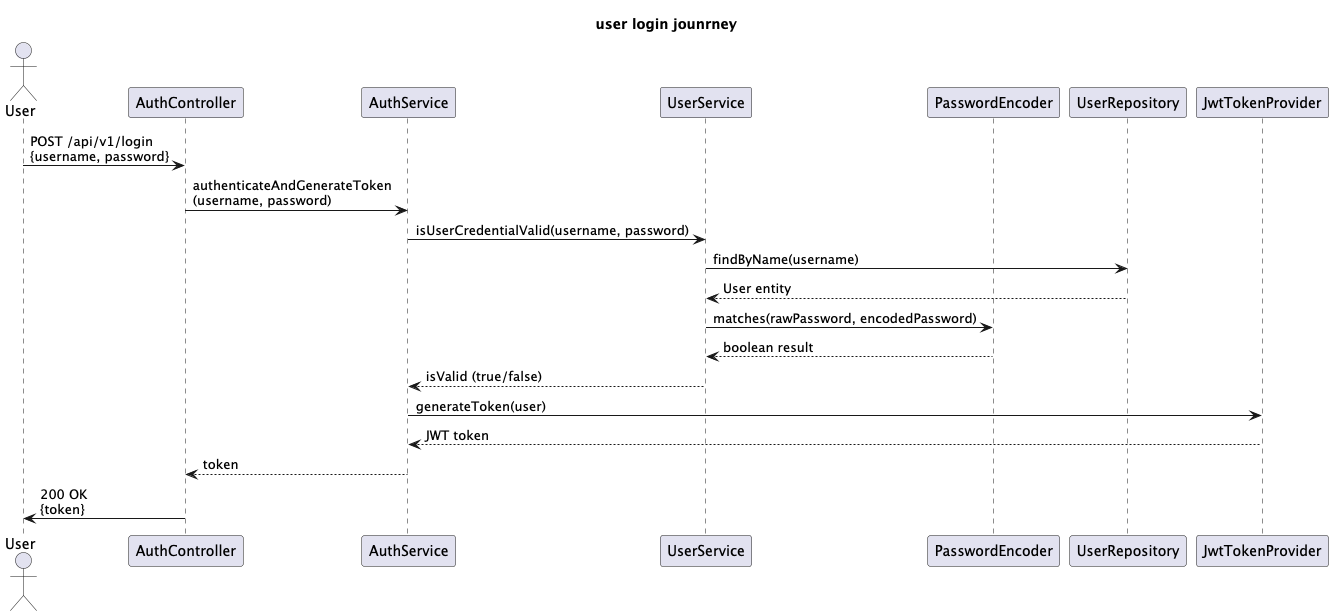 user login jounrney
User
AuthController
AuthService
UserService
PasswordEncoder
UserRepository
JwtTokenProvider
POST /api/v1/login
{username, password}
authenticateAndGenerateToken
(username, password)
isUserCredentialValid(username, password)
findByName(username)
User entity
matches(rawPassword, encodedPassword)
boolean result
isValid (true/false)
generateToken(user)
JWT token
token
200 OK
{token}
User
AuthController
AuthService
UserService
PasswordEncoder
UserRepository
JwtTokenProvider